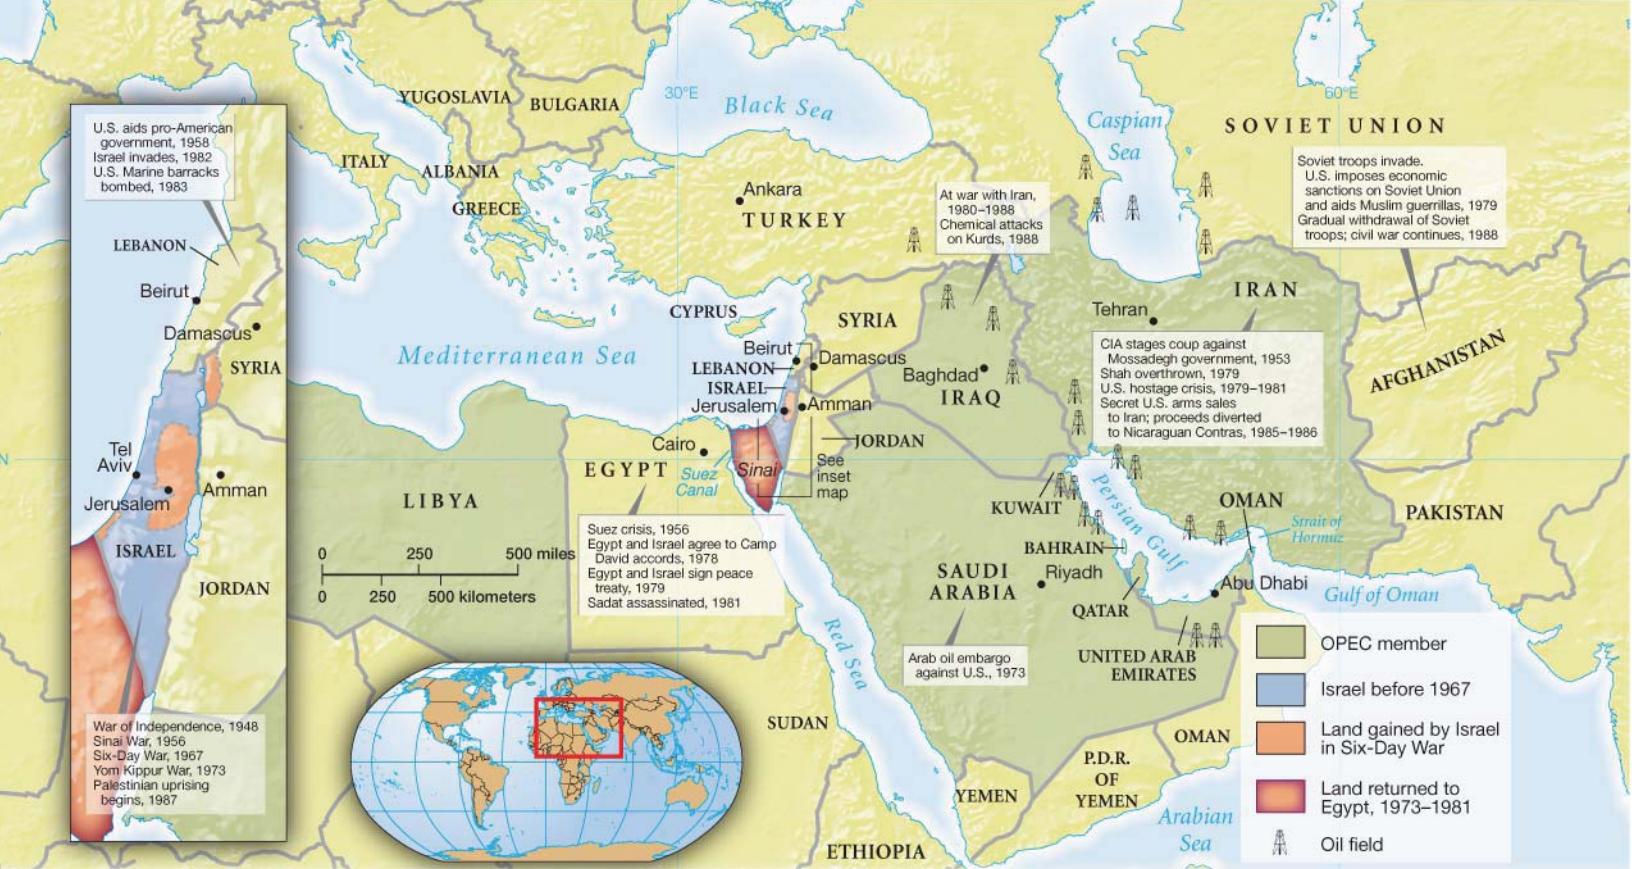 U.S. aids pro-American
government, 1958
Israel invades, 1982
U.S. Marine barracks
bombed, 1983
LEBANON
Beirut
Damascus
SYRIA
Tel
Aviv
Jerusalem
Amman
ISRAEL
JORDAN
War of Independence, 1948
Sinai War, 1956
Six-Day War, 1967
Yom Kippur War, 1973
Palestinian uprising
begins, 1987
N
YUGOSLAVIA
BULGARIA
30°E
Black Sea
Caspian
Sea
60°E
SOVIET UNION
ITALY
ALBANIA
GREECE
Ankara
TURKEY
At war with Iran,
1980–1988
Chemical attacks
on Kurds, 1988
Soviet troops invade.
U.S. imposes economic
sanctions on Soviet Union
and aids Muslim guerrillas, 1979
Gradual withdrawal of Soviet
troops; civil war continues, 1988
CYPRUS
SYRIA
Tehran
IRAN
Mediterranean Sea
Beirut
Damascus
LEBANON
ISRAEL
Jerusalem
Amman
Baghdad
IRAQ
CIA stages coup against
Mossadegh government, 1953
Shah overthrown, 1979
U.S. hostage crisis, 1979–1981
Secret U.S. arms sales
to Iran; proceeds diverted
to Nicaraguan Contras, 1985–1986
AFGHANISTAN
Cairo
JORDAN
EGYPT
Suez
Canal
Sinai
See
inset
map
LIBYA
KUWAIT
Persian Gulf
OMAN
Strait of
Hormuz
PAKISTAN
0 250 500 miles
0 250 500 kilometers
Suez crisis, 1956
Egypt and Israel agree to Camp
David accords, 1978
Egypt and Israel sign peace
treaty, 1979
Sadat assassinated, 1981
BAHRAIN
SAUDI
ARABIA
Riyadh
QATAR
Abu Dhabi
Gulf of Oman
Red Sea
Arab oil embargo
against U.S., 1973
UNITED ARAB
EMIRATES
SUDAN
OMAN
P.D.R.
OF
YEMEN
YEMEN
Arabian
Sea
ETHIOPIA
OPEC member
Israel before 1967
Land gained by Israel
in Six-Day War
Land returned to
Egypt, 1973–1981
Oil field